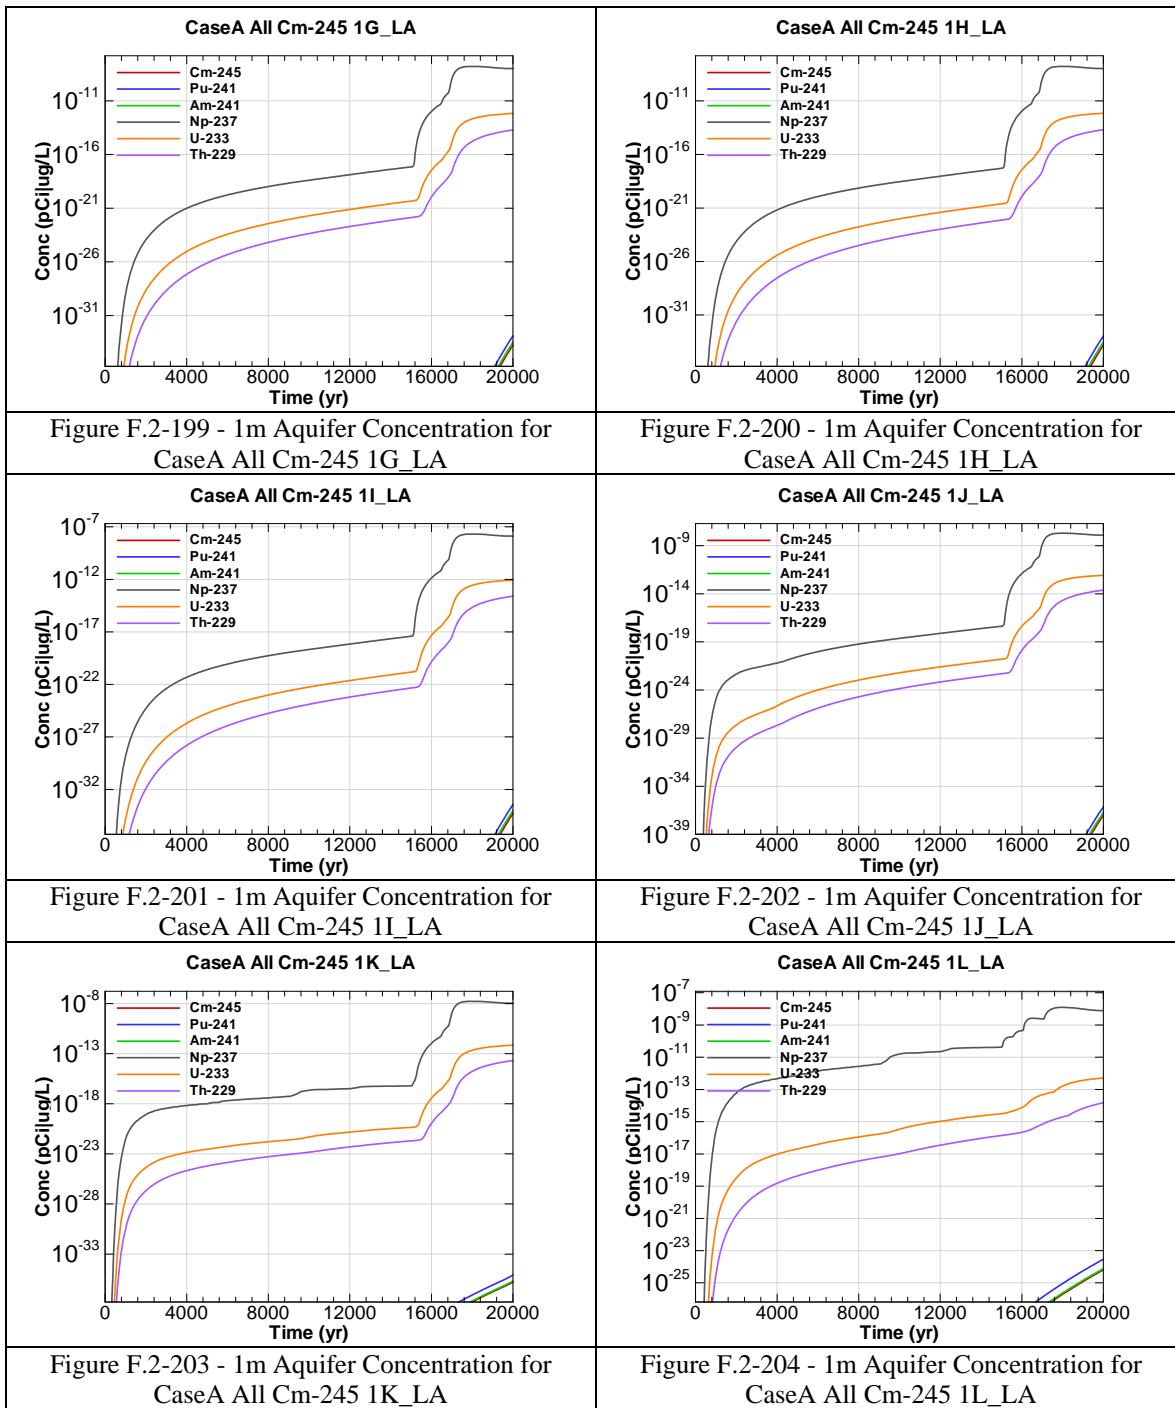 CaseA All Cm-245 1G_LA
Conc (pCi|ug/L)
10^-11
10^-16
10^-21
10^-26
10^-31
Cm-245
Pu-241
Am-241
Np-237
U-233
Th-229
0 4000 8000 12000 16000 20000
Time (yr)
Figure F.2-199 - 1m Aquifer Concentration for
CaseA All Cm-245 1G_LA
CaseA All Cm-245 1H_LA
Conc (pCi|ug/L)
10^-11
10^-16
10^-21
10^-26
10^-31
Cm-245
Pu-241
Am-241
Np-237
U-233
Th-229
0 4000 8000 12000 16000 20000
Time (yr)
Figure F.2-200 - 1m Aquifer Concentration for
CaseA All Cm-245 1H_LA
CaseA All Cm-245 1I_LA
Conc (pCi|ug/L)
10^-7
10^-12
10^-17
10^-22
10^-27
10^-32
Cm-245
Pu-241
Am-241
Np-237
U-233
Th-229
0 4000 8000 12000 16000 20000
Time (yr)
Figure F.2-201 - 1m Aquifer Concentration for
CaseA All Cm-245 1I_LA
CaseA All Cm-245 1J_LA
Conc (pCi|ug/L)
10^-9
10^-14
10^-19
10^-24
10^-29
10^-34
10^-39
Cm-245
Pu-241
Am-241
Np-237
U-233
Th-229
0 4000 8000 12000 16000 20000
Time (yr)
Figure F.2-202 - 1m Aquifer Concentration for
CaseA All Cm-245 1J_LA
CaseA All Cm-245 1K_LA
Conc (pCi|ug/L)
10^-8
10^-13
10^-18
10^-23
10^-28
10^-33
Cm-245
Pu-241
Am-241
Np-237
U-233
Th-229
0 4000 8000 12000 16000 20000
Time (yr)
Figure F.2-203 - 1m Aquifer Concentration for
CaseA All Cm-245 1K_LA
CaseA All Cm-245 1L_LA
Conc (pCi|ug/L)
10^-7
10^-9
10^-11
10^-13
10^-15
10^-17
10^-19
10^-21
10^-23
10^-25
Cm-245
Pu-241
Am-241
Np-237
U-233
Th-229
0 4000 8000 12000 16000 20000
Time (yr)
Figure F.2-204 - 1m Aquifer Concentration for
CaseA All Cm-245 1L_LA